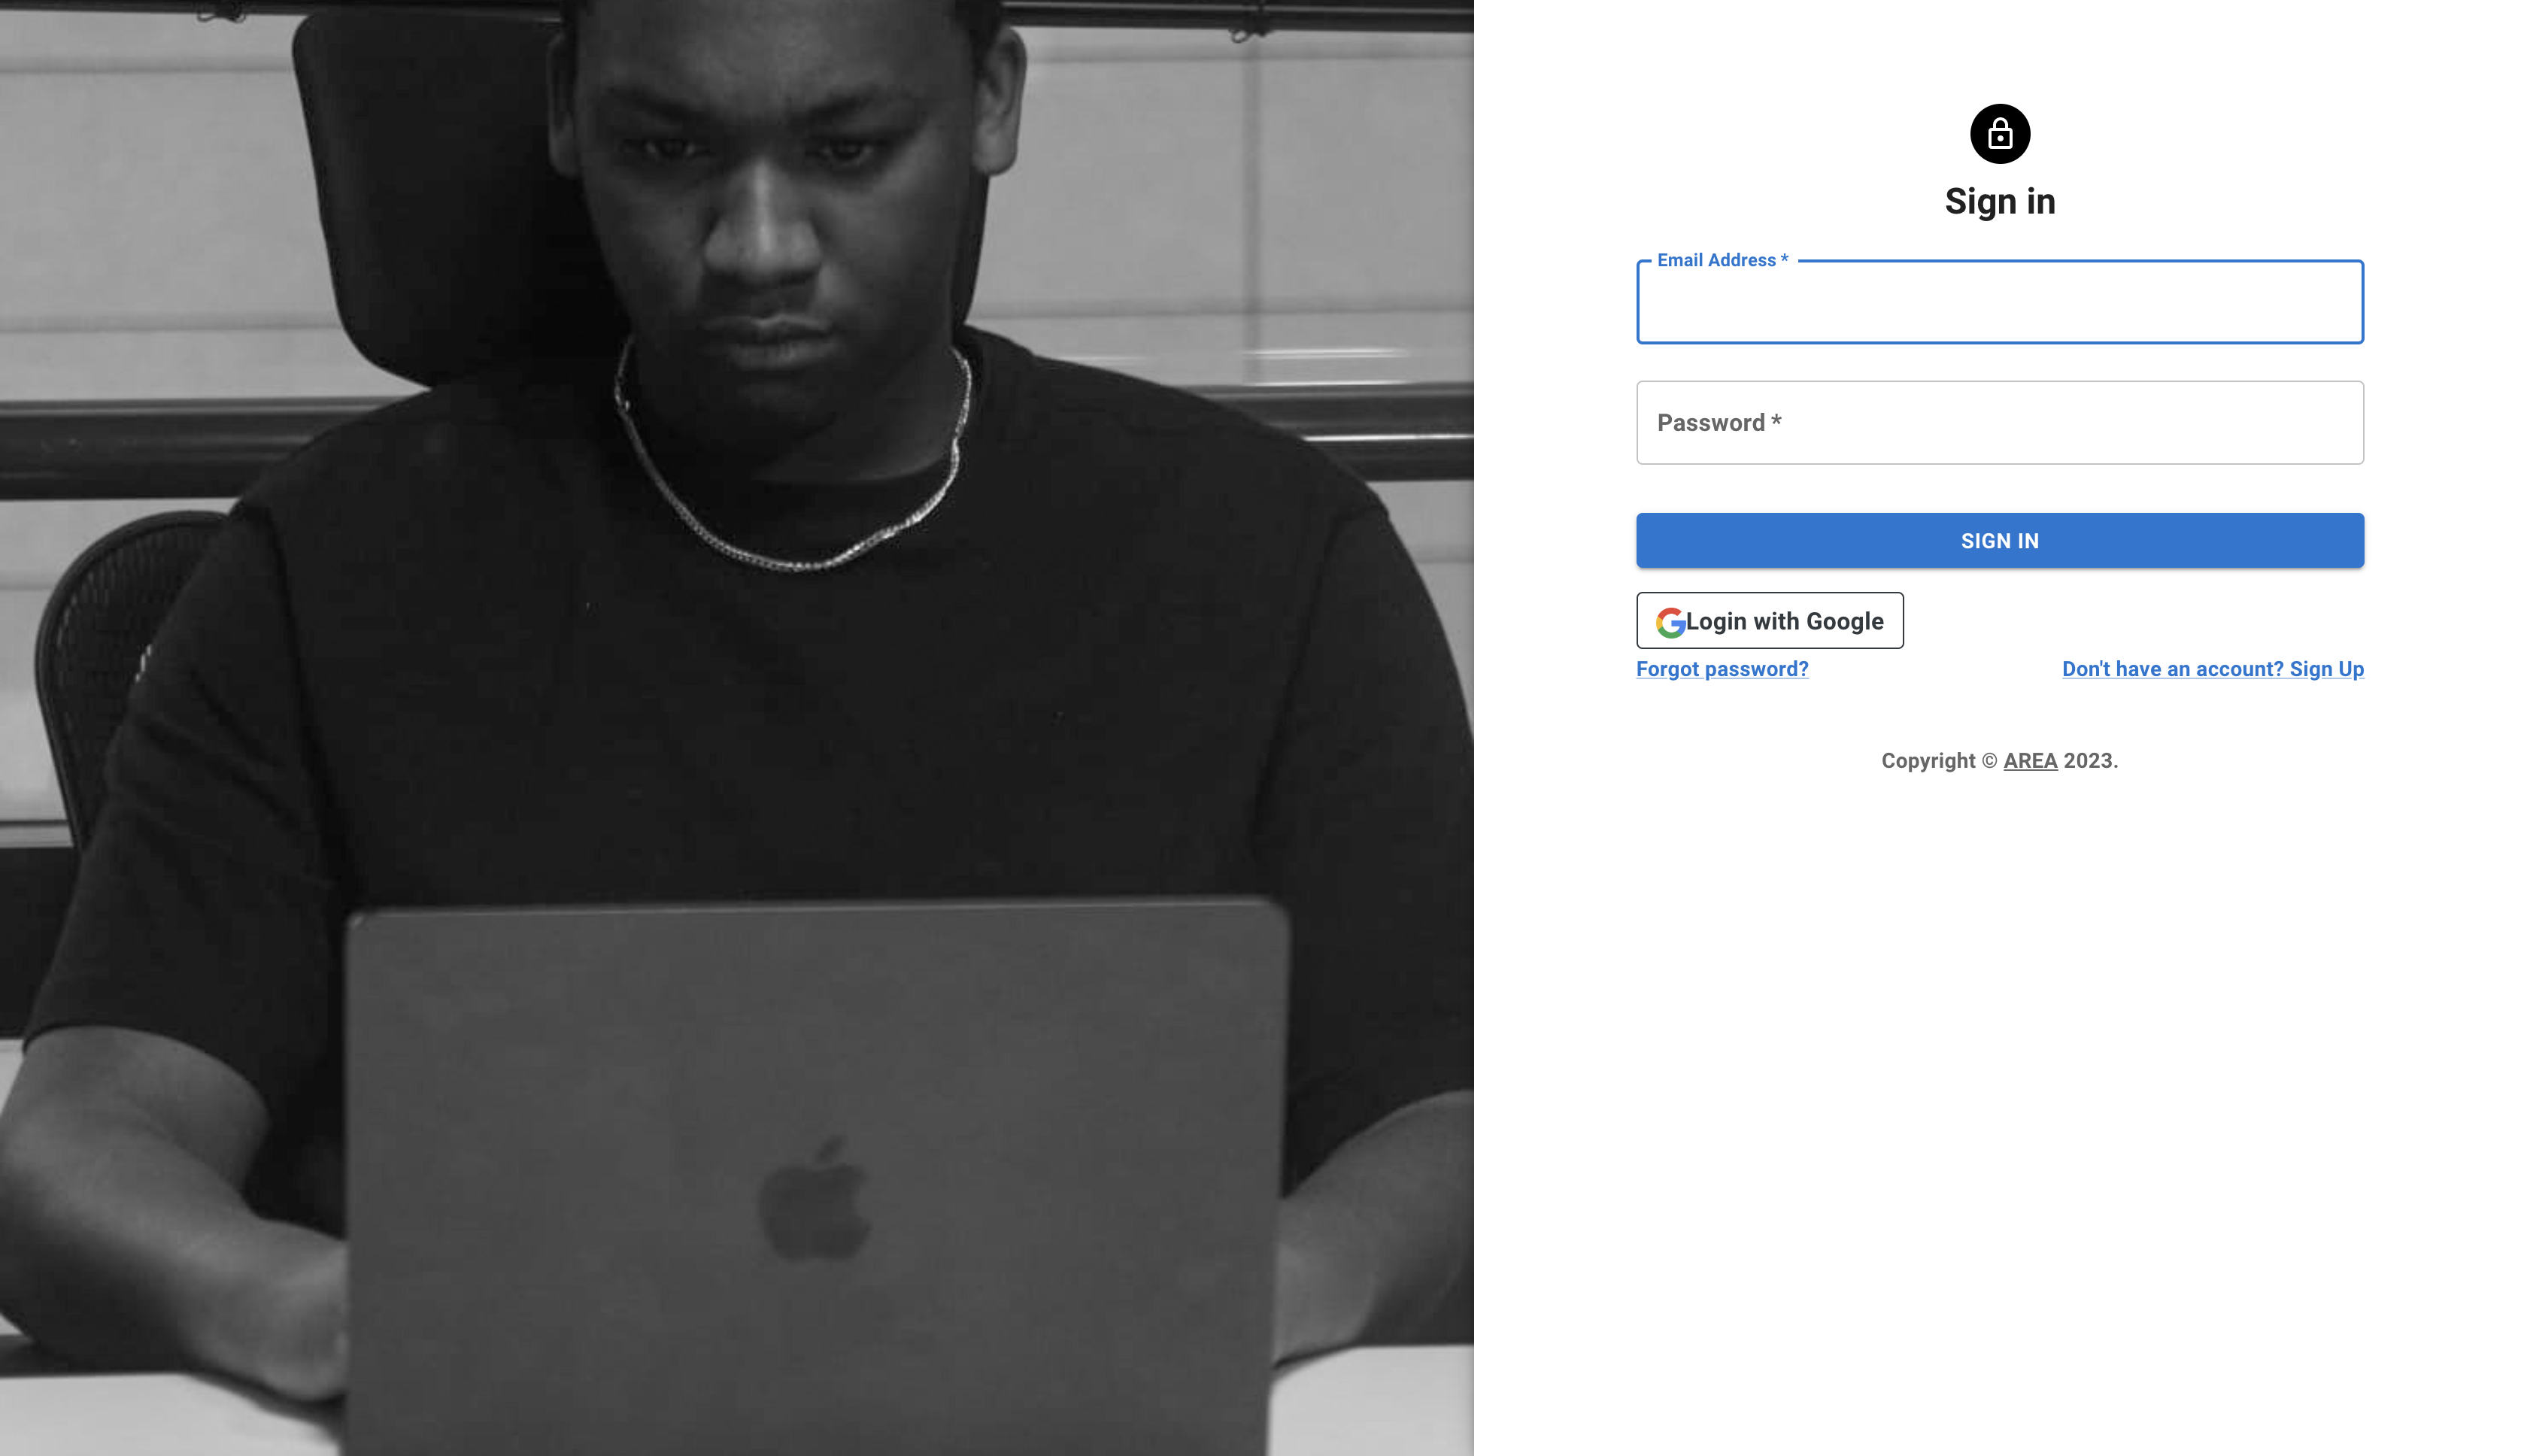 Sign in
Email Address *
Password *
SIGN IN
Login with Google
Forgot password? Don't have an account? Sign Up
Copyright © AREA 2023.